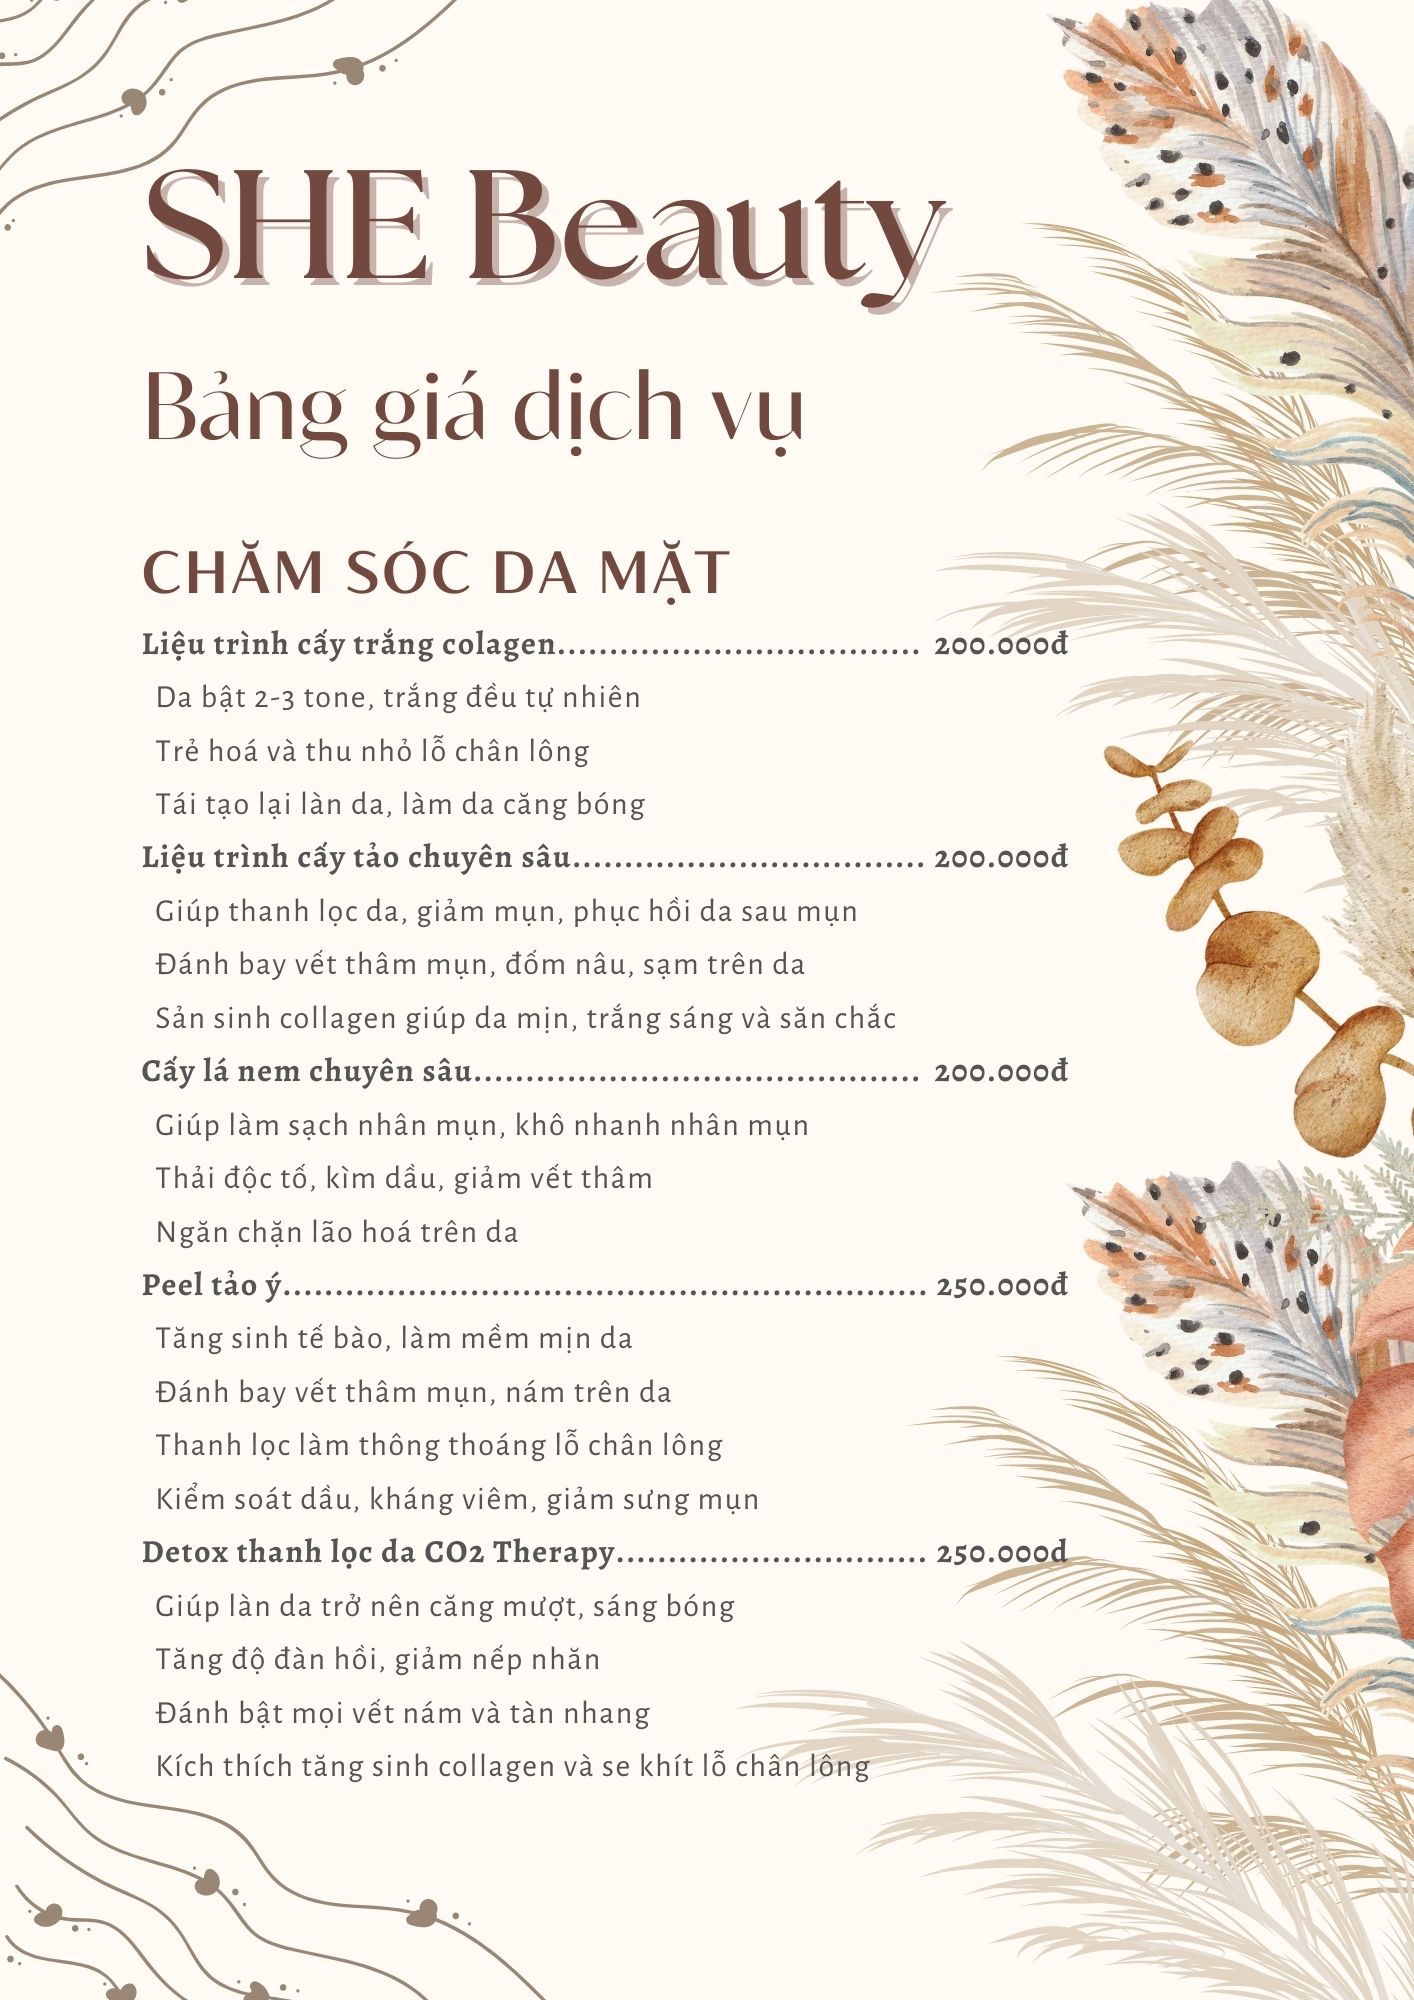 SHE Beauty
Bảng giá dịch vụ
CHĂM SÓC DA MẶT
Liệu trình cấy trắng colagen................................... 200.000đ
Da bật 2-3 tone, trắng đều tự nhiên
Trẻ hoá và thu nhỏ lỗ chân lông
Tái tạo lại làn da, làm da căng bóng
Liệu trình cấy tảo chuyên sâu.................................. 200.000đ
Giúp thanh lọc da, giảm mụn, phục hồi da sau mụn
Đánh bay vết thâm mụn, đốm nâu, sạm trên da
Sản sinh collagen giúp da mịn, trắng sáng và săn chắc
Cấy lá nem chuyên sâu........................................... 200.000đ
Giúp làm sạch nhân mụn, khô nhanh nhân mụn
Thải độc tố, kìm dầu, giảm vết thâm
Ngăn chặn lão hoá trên da
Peel tảo ý.............................................................. 250.000đ
Tăng sinh tế bào, làm mềm mịn da
Đánh bay vết thâm mụn, nám trên da
Thanh lọc làm thông thoáng lỗ chân lông
Kiểm soát dầu, kháng viêm, giảm sưng mụn
Detox thanh lọc da CO2 Therapy.............................. 250.000d
Giúp làn da trở nên căng mượt, sáng bóng
Tăng độ đàn hồi, giảm nếp nhăn
Đánh bật mọi vết nám và tàn nhang
Kích thích tăng sinh collagen và se khít lỗ chân lông